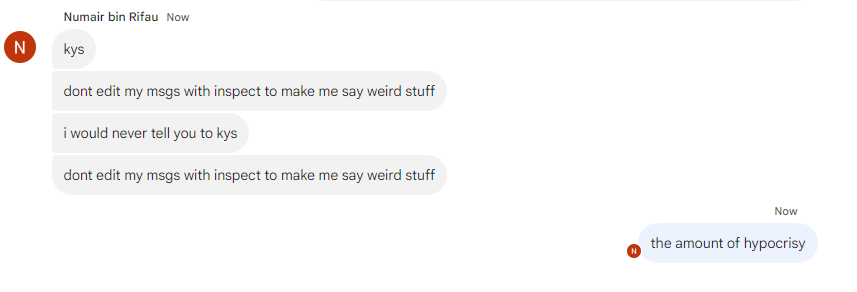 Numair bin Rifau Now
N
kys
dont edit my msgs with inspect to make me say weird stuff
i would never tell you to kys
dont edit my msgs with inspect to make me say weird stuff
Now
N
the amount of hypocrisy